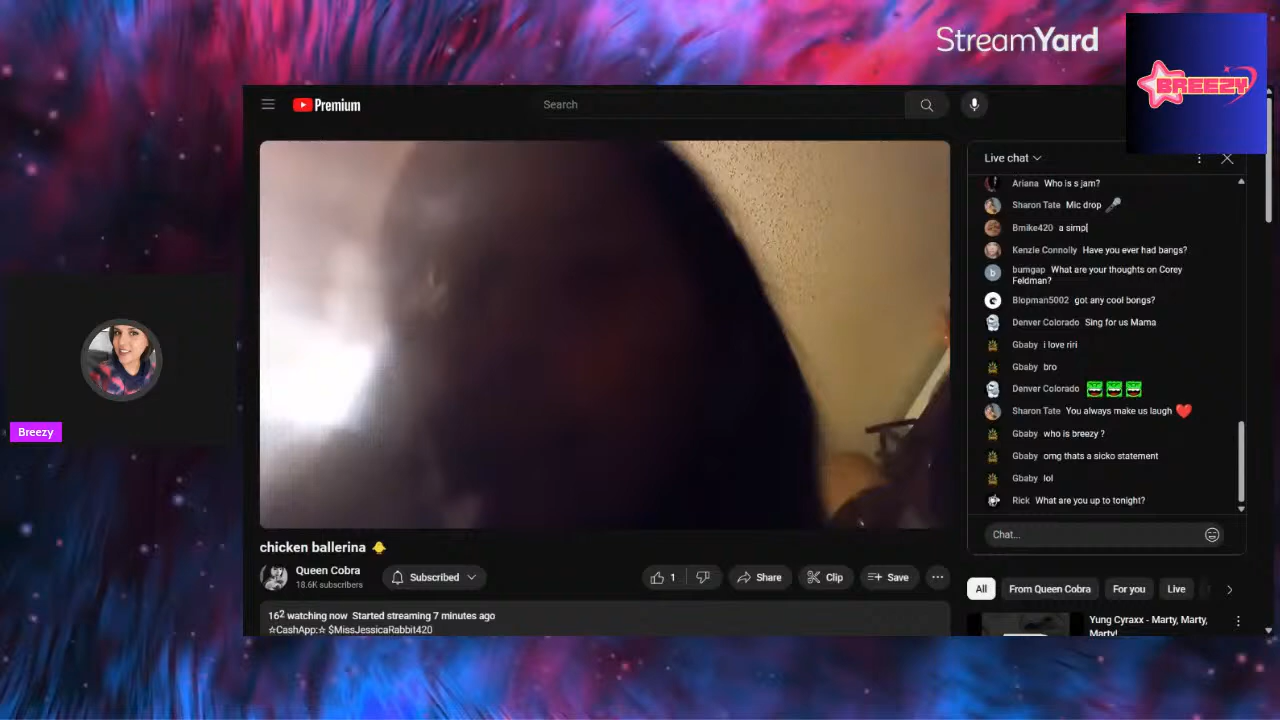 StreamYard
BREEZY
Premium
Search
Live chat
Ariana Who is s jam?
Sharon Tate Mic drop
Bmike420 a simp|
Kenzie Connolly Have you ever had bangs?
bumgap What are your thoughts on Corey
Feldman?
Blopman5002 got any cool bongs?
Denver Colorado Sing for us Mama
Gbaby i love riri
Gbaby bro
Denver Colorado
Sharon Tate You always make us laugh
Gbaby who is breezy ?
Gbaby omg thats a sicko statement
Gbaby lol
Rick What are you up to tonight?
Chat...
Breezy
chicken ballerina
Queen Cobra
18.6K subscribers
Subscribed
1
Share
Clip
Save
All
From Queen Cobra
For you
Live
162 watching now Started streaming 7 minutes ago
☆CashApp:☆ $MissJessicaRabbit420
Yung Cyraxx - Marty, Marty,
Marty!